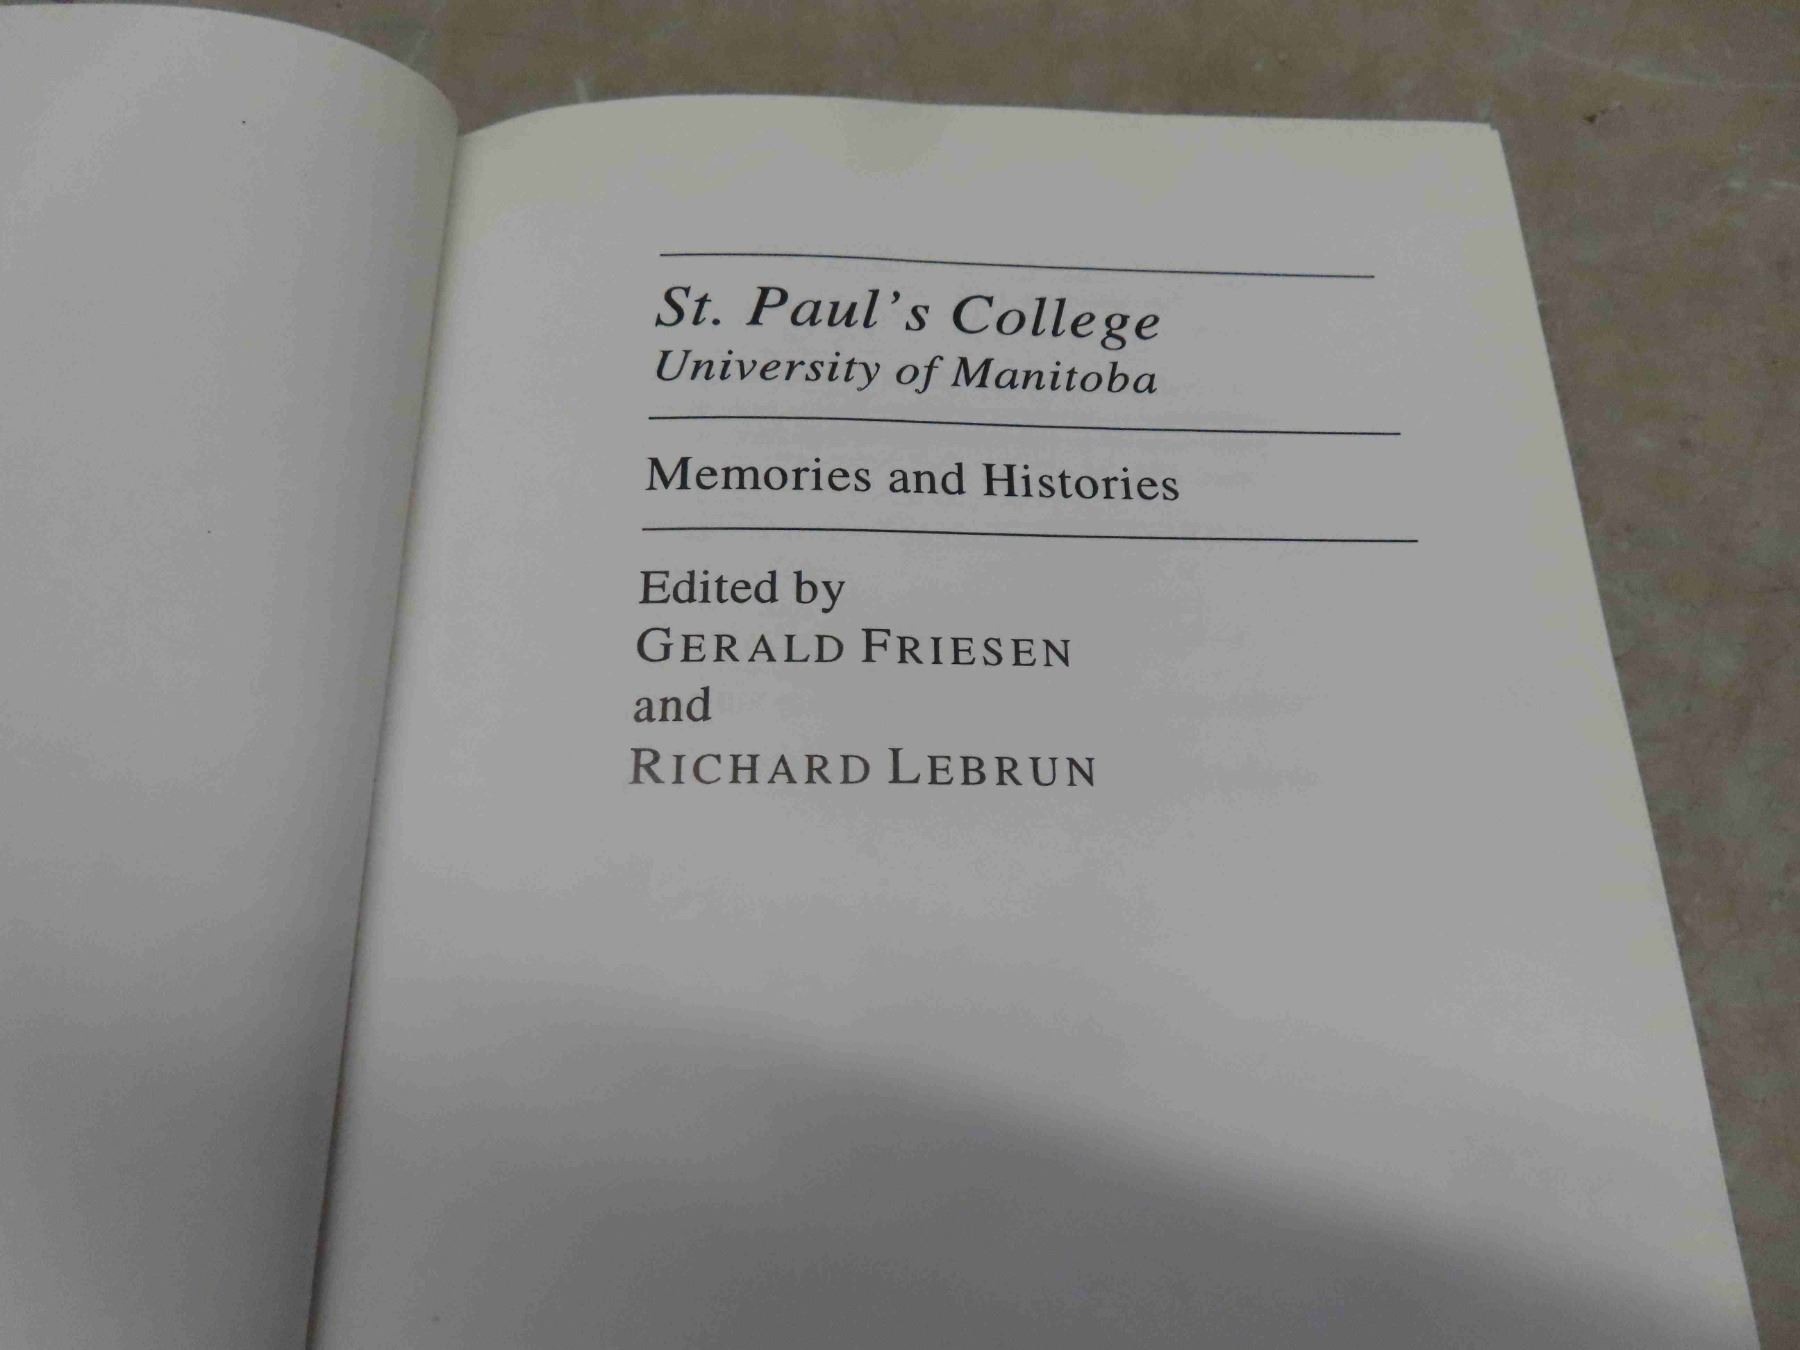 St. Paul's College
University of Manitoba
Memories and Histories
Edited by
GERALD FRIESEN
and
RICHARD LEBRUN